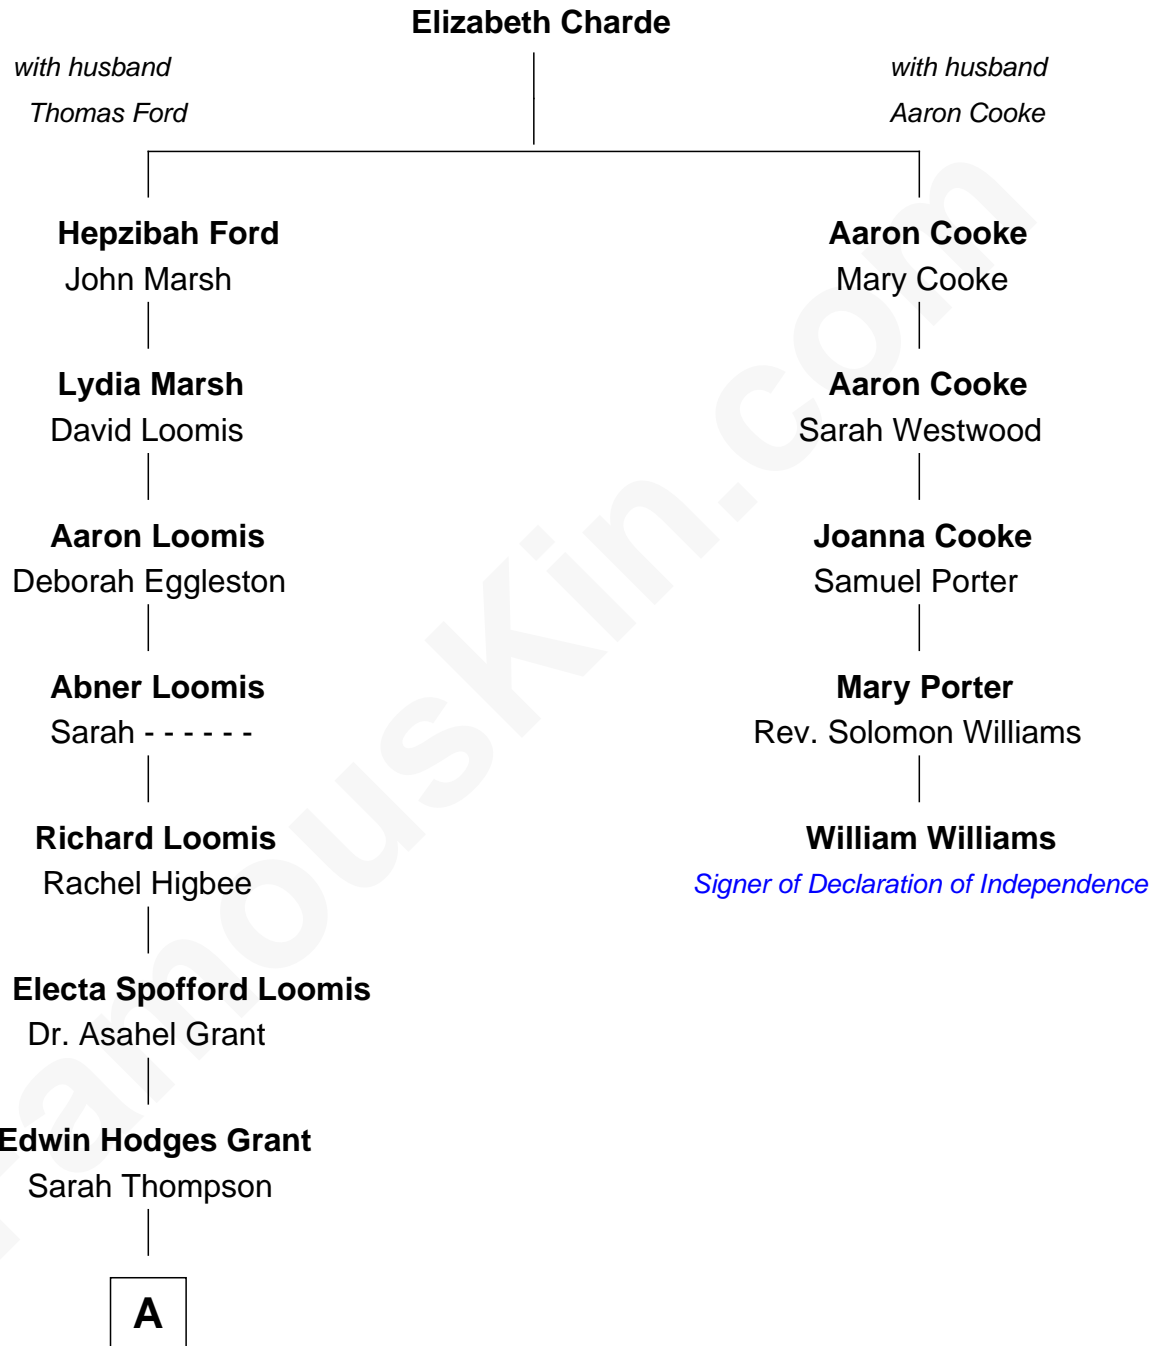 Elizabeth Charde
with husband
Thomas Ford
with husband
Aaron Cooke
Hepzibah Ford
John Marsh
Aaron Cooke
Mary Cooke
Lydia Marsh
David Loomis
Aaron Cooke
Sarah Westwood
Aaron Loomis
Deborah Eggleston
Joanna Cooke
Samuel Porter
Abner Loomis
Sarah - - - - - -
Mary Porter
Rev. Solomon Williams
Richard Loomis
Rachel Higbee
William Williams
Signer of Declaration of Independence
Electa Spofford Loomis
Dr. Asahel Grant
Edwin Hodges Grant
Sarah Thompson
A
FamousKin.com